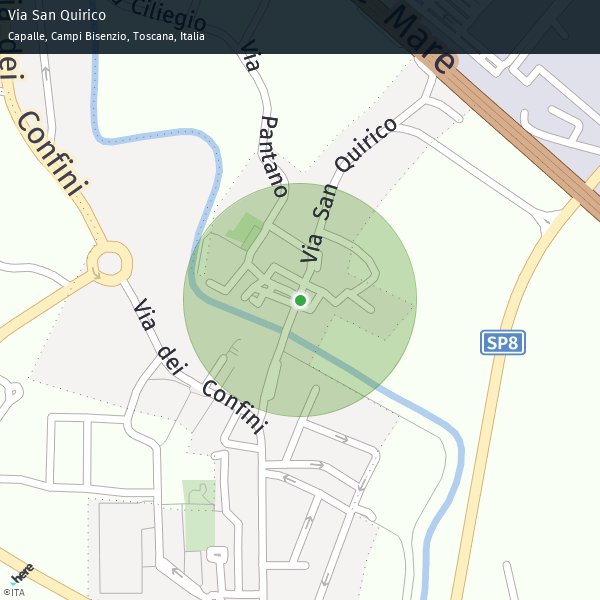 Via San Quirico
Capalle, Campi Bisenzio, Toscana, Italia
Ciliegio
Mare
Via Pantano
Via San Quirico
dei Confini
Via dei Confini
SP8
here
©ITA